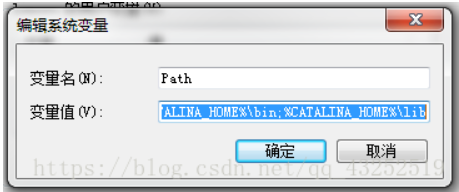 编辑系统变量
变量名(N):
Path
变量值(V):
ALINA_HOME%\bin;%CATALINA_HOME%\lib
确定
取消
https://blog.csdn.net/qq_43252519